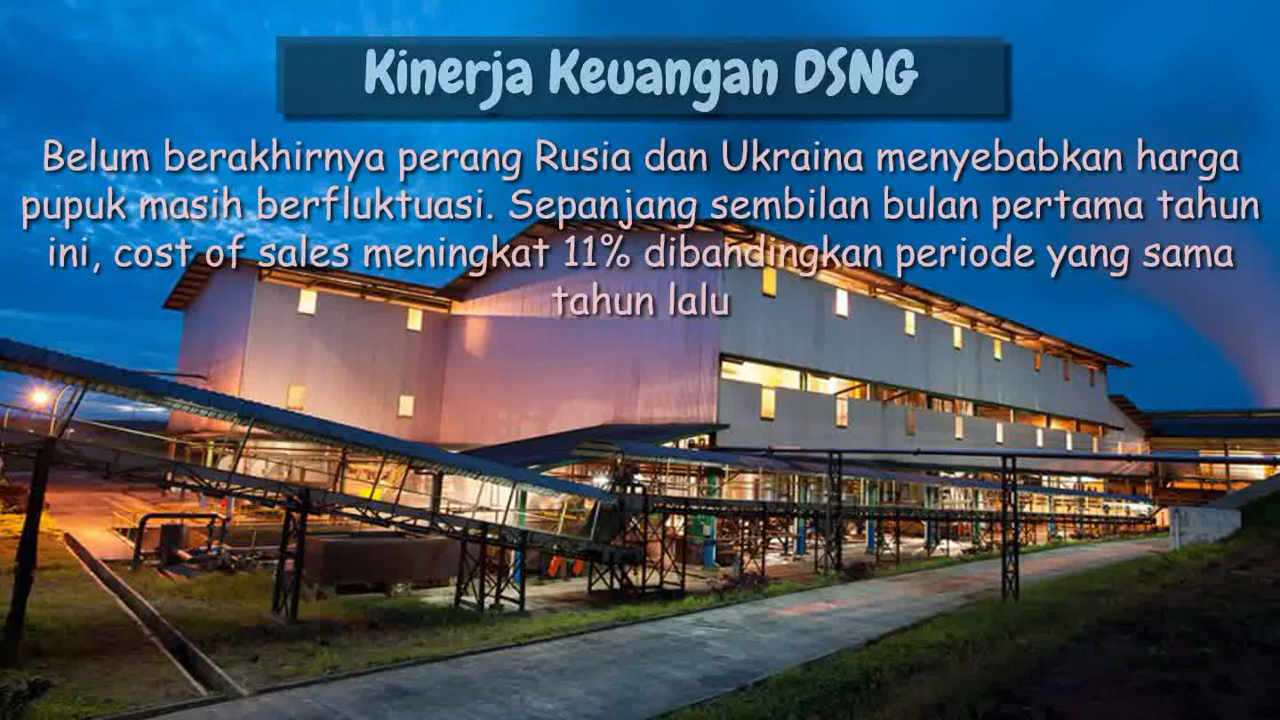 Kinerja Keuangan DSNG
Belum berakhirnya perang Rusia dan Ukraina menyebabkan harga
pupuk masih berfluktuasi. Sepanjang sembilan bulan pertama tahun
ini, cost of sales meningkat 11% dibandingkan periode yang sama
tahun lalu